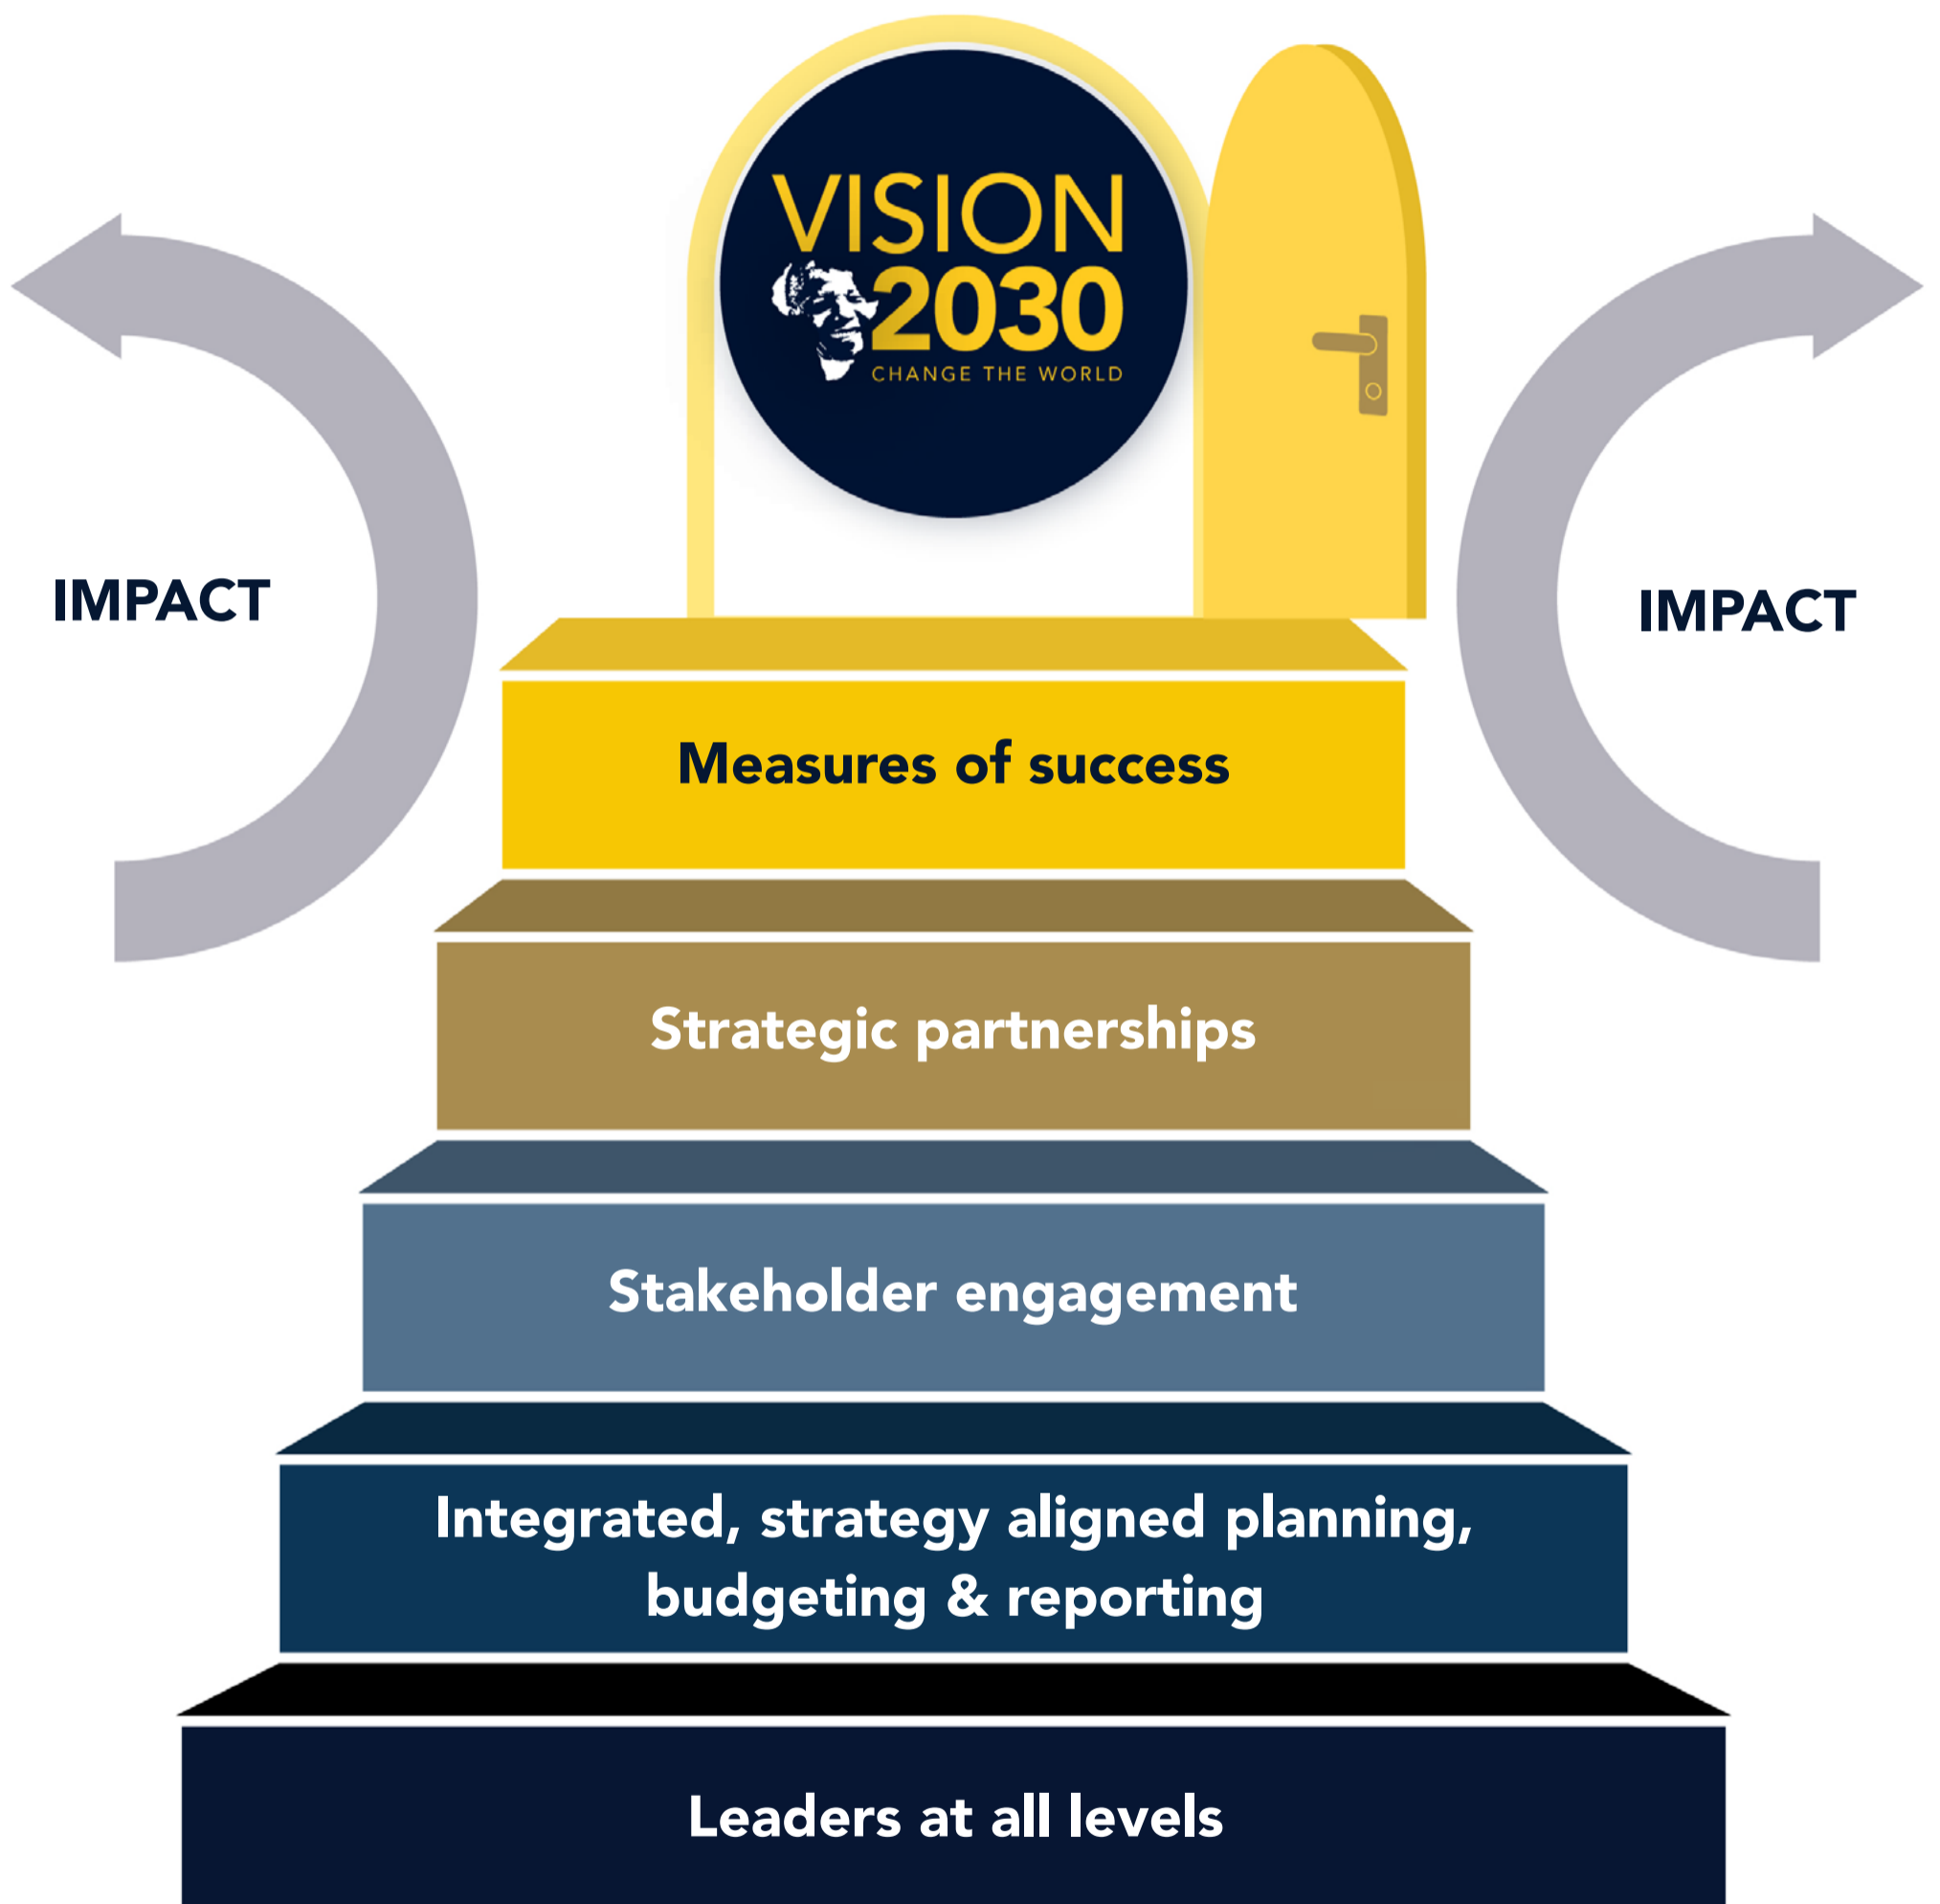 VISION
2030
CHANGE THE WORLD
IMPACT
IMPACT
Measures of success
Strategic partnerships
Stakeholder engagement
Integrated, strategy aligned planning,
budgeting & reporting
Leaders at all levels